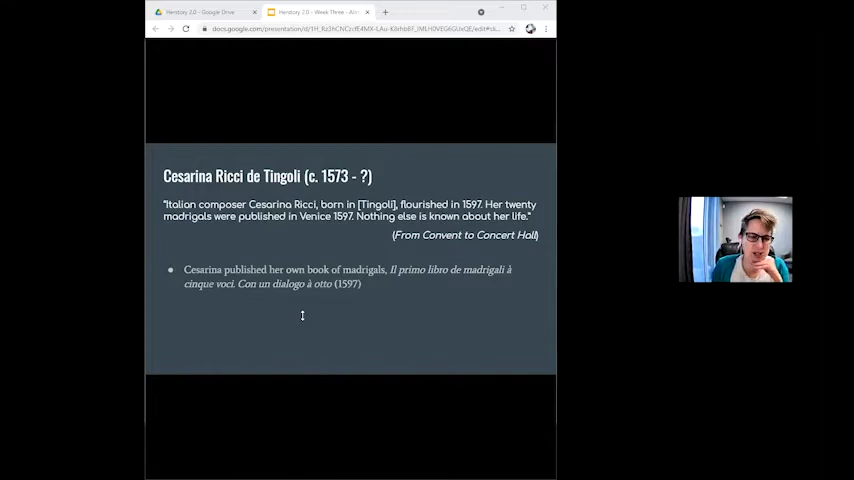 Herstory 2.0 - Google Drive
Herstory 2.0 - Week Three - 
Cesarina Ricci de Tingoli (c. 1573 - ?)
"Italian composer Cesarina Ricci, born in [Tingoli], flourished in 1597. Her twenty
madrigals were published in Venice 1597. Nothing else is known about her life."
(From Convent to Concert Hall)
● Cesarina published her own book of madrigals, Il primo libro de madrigali à
cinque voci. Con un dialogo à otto (1597)